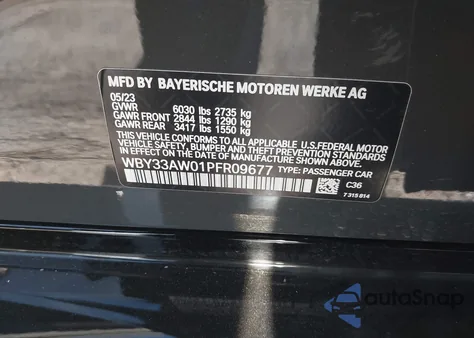 MFD BY BAYERISCHE MOTOREN WERKE AG
05/23
GVWR 6030 lbs 2735 kg
GAWR FRONT 2844 lbs 1290 kg
GAWR REAR 3417 lbs 1550 kg
THIS VEHICLE CONFORMS TO ALL APPLICABLE U.S. FEDERAL MOTOR
VEHICLE SAFETY, BUMPER, AND THEFT PREVENTION STANDARDS IN
EFFECT ON THE DATE OF MANUFACTURE SHOWN ABOVE.
WBY33AW01PFR09677 TYPE: PASSENGER CAR
C36
7 315 014
autoSnap